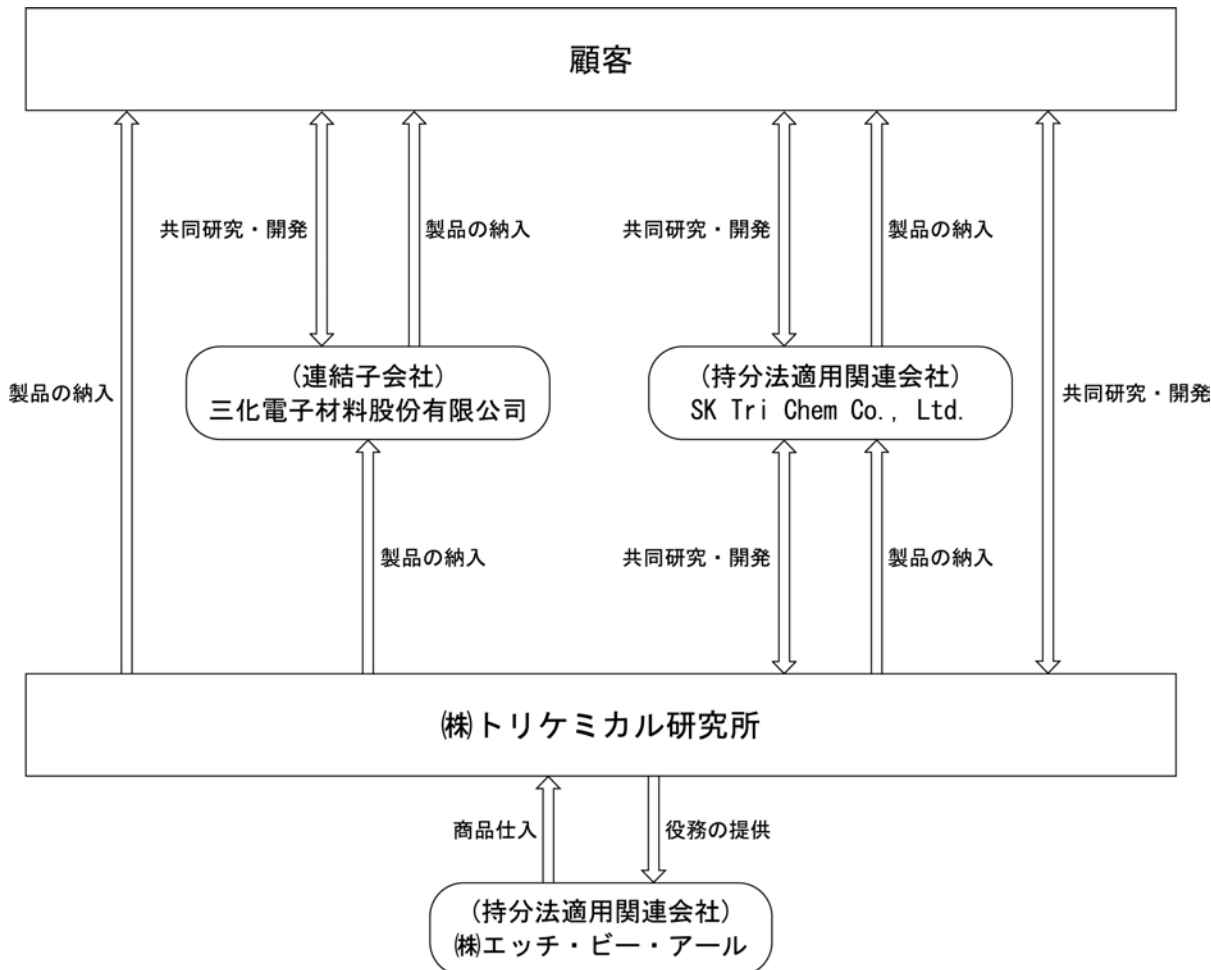 顧客
共同研究・開発
製品の納入
共同研究・開発
製品の納入
製品の納入
(連結子会社)
三化電子材料股份有限公司
(持分法適用関連会社)
SK Tri Chem Co., Ltd.
共同研究・開発
製品の納入
共同研究・開発
製品の納入
㈱トリケミカル研究所
商品仕入
役務の提供
(持分法適用関連会社)
㈱エッチ・ビー・アール